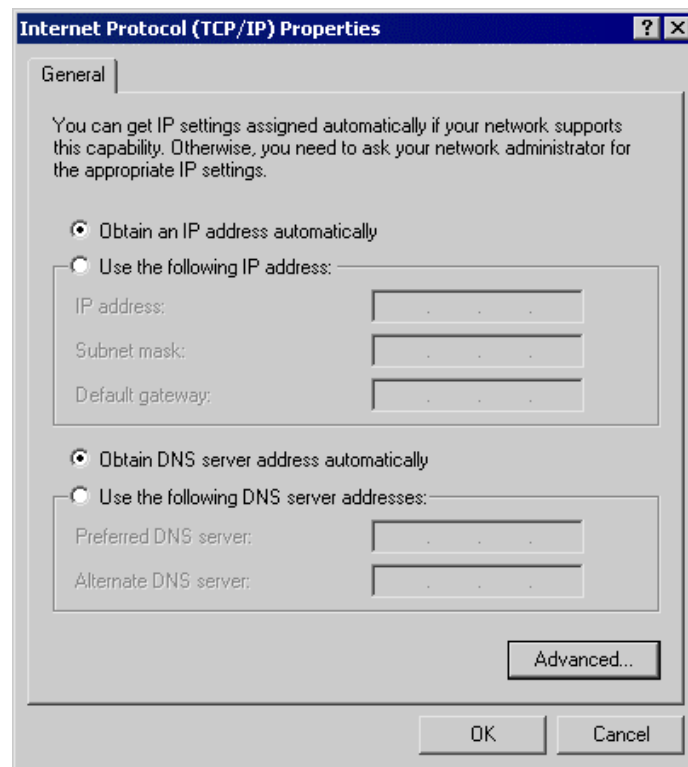 Internet Protocol (TCP/IP) Properties
General
You can get IP settings assigned automatically if your network supports
this capability. Otherwise, you need to ask your network administrator for
the appropriate IP settings.
Obtain an IP address automatically
Use the following IP address:
IP address:
Subnet mask:
Default gateway:
Obtain DNS server address automatically
Use the following DNS server addresses:
Preferred DNS server:
Alternate DNS server:
Advanced...
OK Cancel